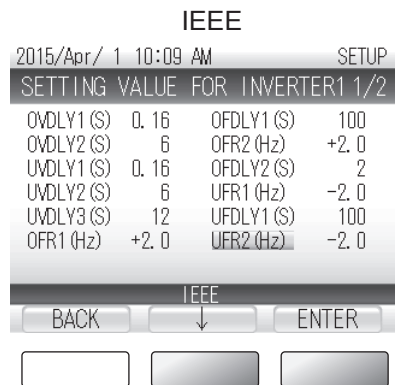 IEEE
2015/Apr/ 1 10:09 AM SETUP
SETTING VALUE FOR INVERTER1 1/2
OVDLY1(S) 0.16 OFDLY1(S) 100
OVDLY2(S) 6 OFR2(Hz) +2.0
UVDLY1(S) 0.16 OFDLY2(S) 2
UVDLY2(S) 6 UFR1(Hz) -2.0
UVDLY3(S) 12 UFDLY1(S) 100
OFR1(Hz) +2.0 UFR2(Hz) -2.0
IEEE
BACK ↓ ENTER